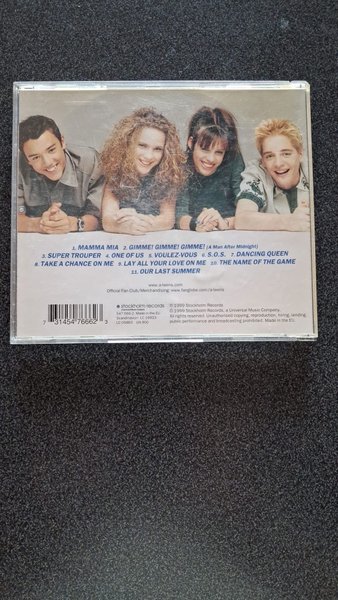 1. MAMMA MIA 2. GIMME! GIMME! GIMME! (A Man After Midnight)
3. SUPER TROUPER 4. ONE OF US 5. VOULEZ-VOUS 6. S.O.S. 7. DANCING QUEEN
8. TAKE A CHANCE ON ME 9. LAY ALL YOUR LOVE ON ME 10. THE NAME OF THE GAME
11. OUR LAST SUMMER
www.a-teens.com
Official Fan Club/Merchandising: www.fanglobe.com/a-teens
stockholm records
7 31454 76662 3
℗ 1999 Stockholm Records
© 1999 Stockholm Records, a Universal Music Company.
All rights reserved. Unauthorized copying, reproduction, hiring, lending,
public performance and broadcasting prohibited. Made in the EU.